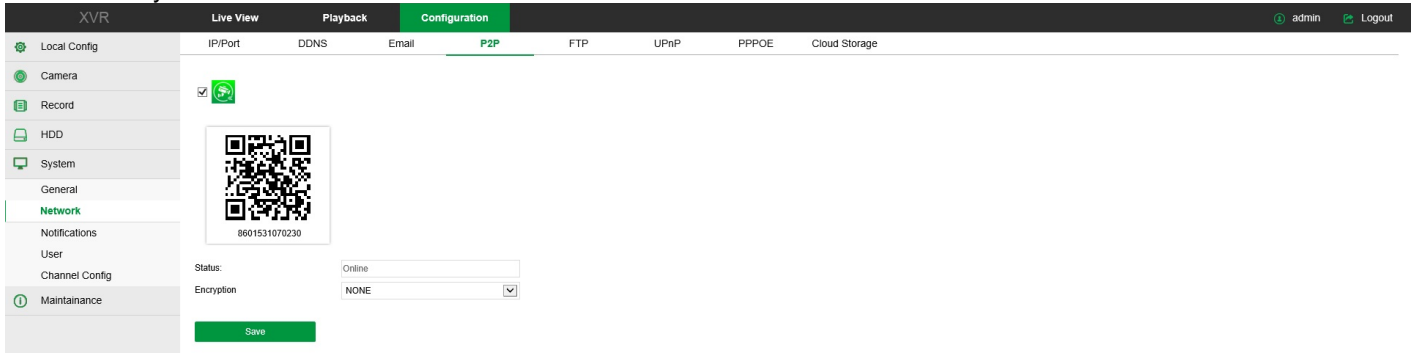 XVR Live View Playback Configuration admin Logout
Local Config
Camera
Record
HDD
System
General
Network
Notifications
User
Channel Config
Maintainance
IP/Port DDNS Email P2P FTP UPnP PPPOE Cloud Storage
8601531070230
Status: Online
Encryption NONE
Save